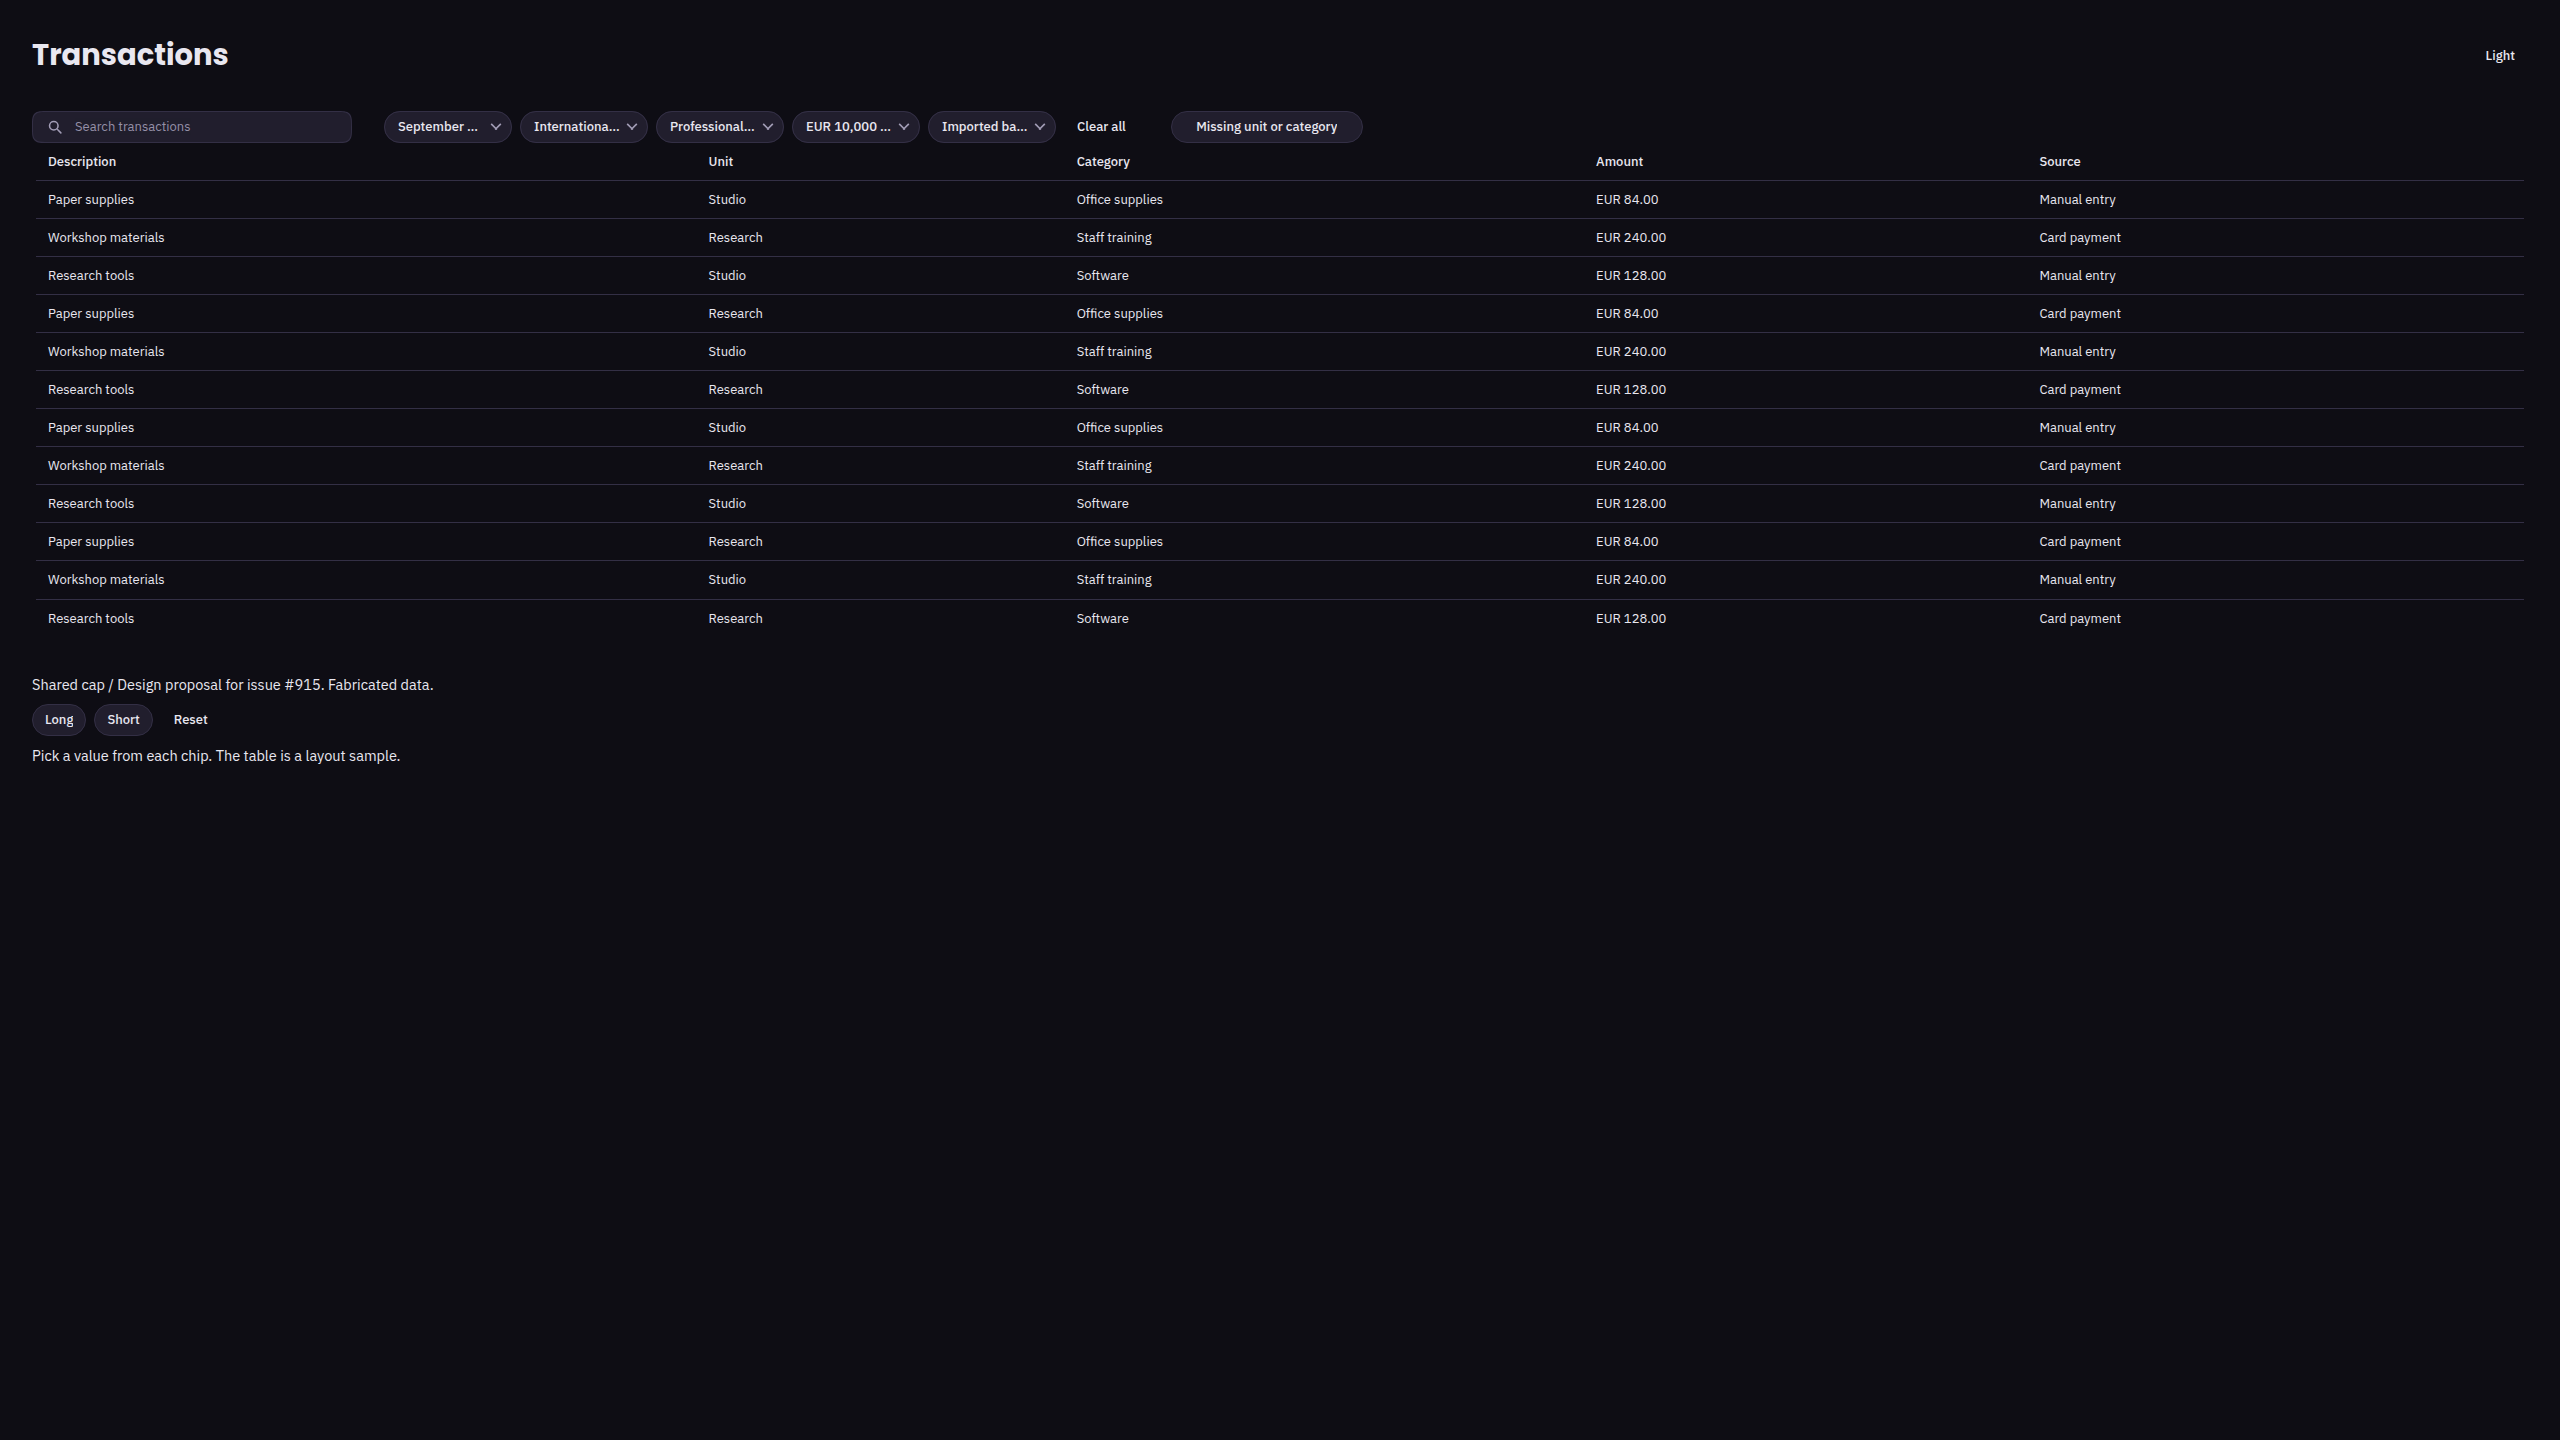 Transactions
Light
Search transactions
September ...
Internationa...
Professional...
EUR 10,000 ...
Imported ba...
Clear all
Missing unit or category
Description Unit Category Amount Source
Paper supplies Studio Office supplies EUR 84.00 Manual entry
Workshop materials Research Staff training EUR 240.00 Card payment
Research tools Studio Software EUR 128.00 Manual entry
Paper supplies Research Office supplies EUR 84.00 Card payment
Workshop materials Studio Staff training EUR 240.00 Manual entry
Research tools Research Software EUR 128.00 Card payment
Paper supplies Studio Office supplies EUR 84.00 Manual entry
Workshop materials Research Staff training EUR 240.00 Card payment
Research tools Studio Software EUR 128.00 Manual entry
Paper supplies Research Office supplies EUR 84.00 Card payment
Workshop materials Studio Staff training EUR 240.00 Manual entry
Research tools Research Software EUR 128.00 Card payment
Shared cap / Design proposal for issue #915. Fabricated data.
Long Short Reset
Pick a value from each chip. The table is a layout sample.